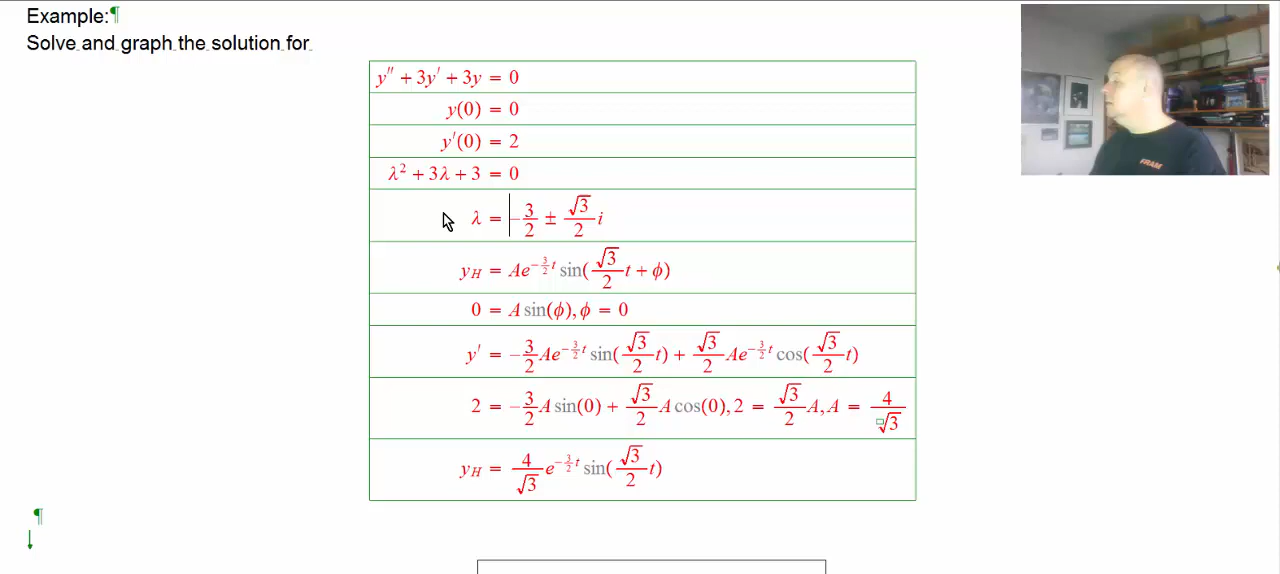 Example:¶
Solve and graph the solution for
y'' + 3y' + 3y = 0
y(0) = 0
y'(0) = 2
λ² + 3λ + 3 = 0
λ = -3/2 ± √3/2 i
y_H = Ae^(-3/2 t) sin(√3/2 t + ϕ)
0 = A sin(ϕ), ϕ = 0
y' = -3/2 Ae^(-3/2 t) sin(√3/2 t) + √3/2 Ae^(-3/2 t) cos(√3/2 t)
2 = -3/2 A sin(0) + √3/2 A cos(0), 2 = √3/2 A, A = 4/√3
y_H = 4/√3 e^(-3/2 t) sin(√3/2 t)
¶